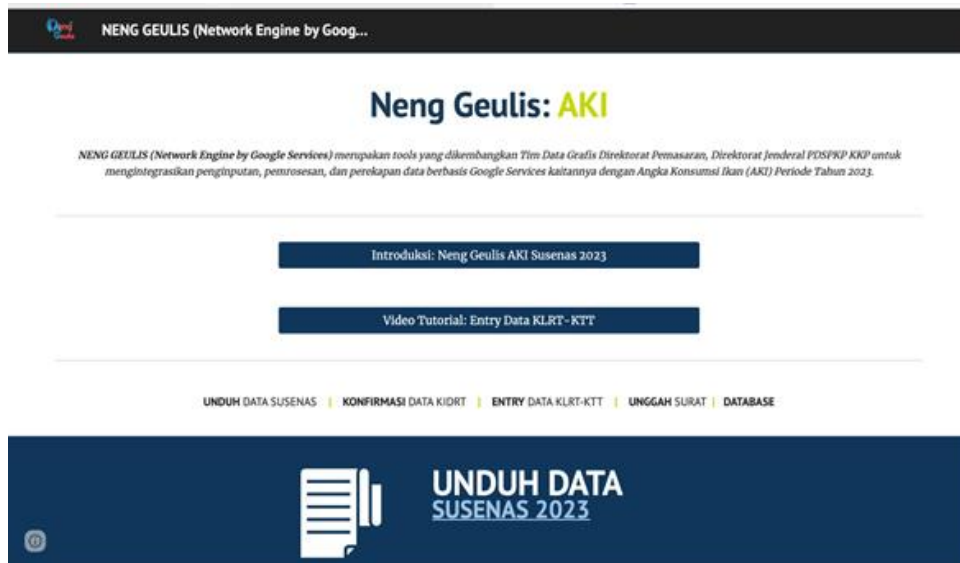 Neng
Geulis
NENG GEULIS (Network Engine by Goog...
Neng Geulis: AKI
NENG GEULIS (Network Engine by Google Services) merupakan tools yang dikembangkan Tim Data Grafis Direktorat Pemasaran, Direktorat Jenderal PDSPKP KKP untuk
mengintegrasikan penginputan, pemrosesan, dan perekapan data berbasis Google Services kaitannya dengan Angka Konsumsi Ikan (AKI) Periode Tahun 2023.
Introduksi: Neng Geulis AKI Susenas 2023
Video Tutorial: Entry Data KLRT-KTT
UNDUH DATA SUSENAS | KONFIRMASI DATA KIDRT | ENTRY DATA KLRT-KTT | UNGGAH SURAT | DATABASE
UNDUH DATA
SUSENAS 2023